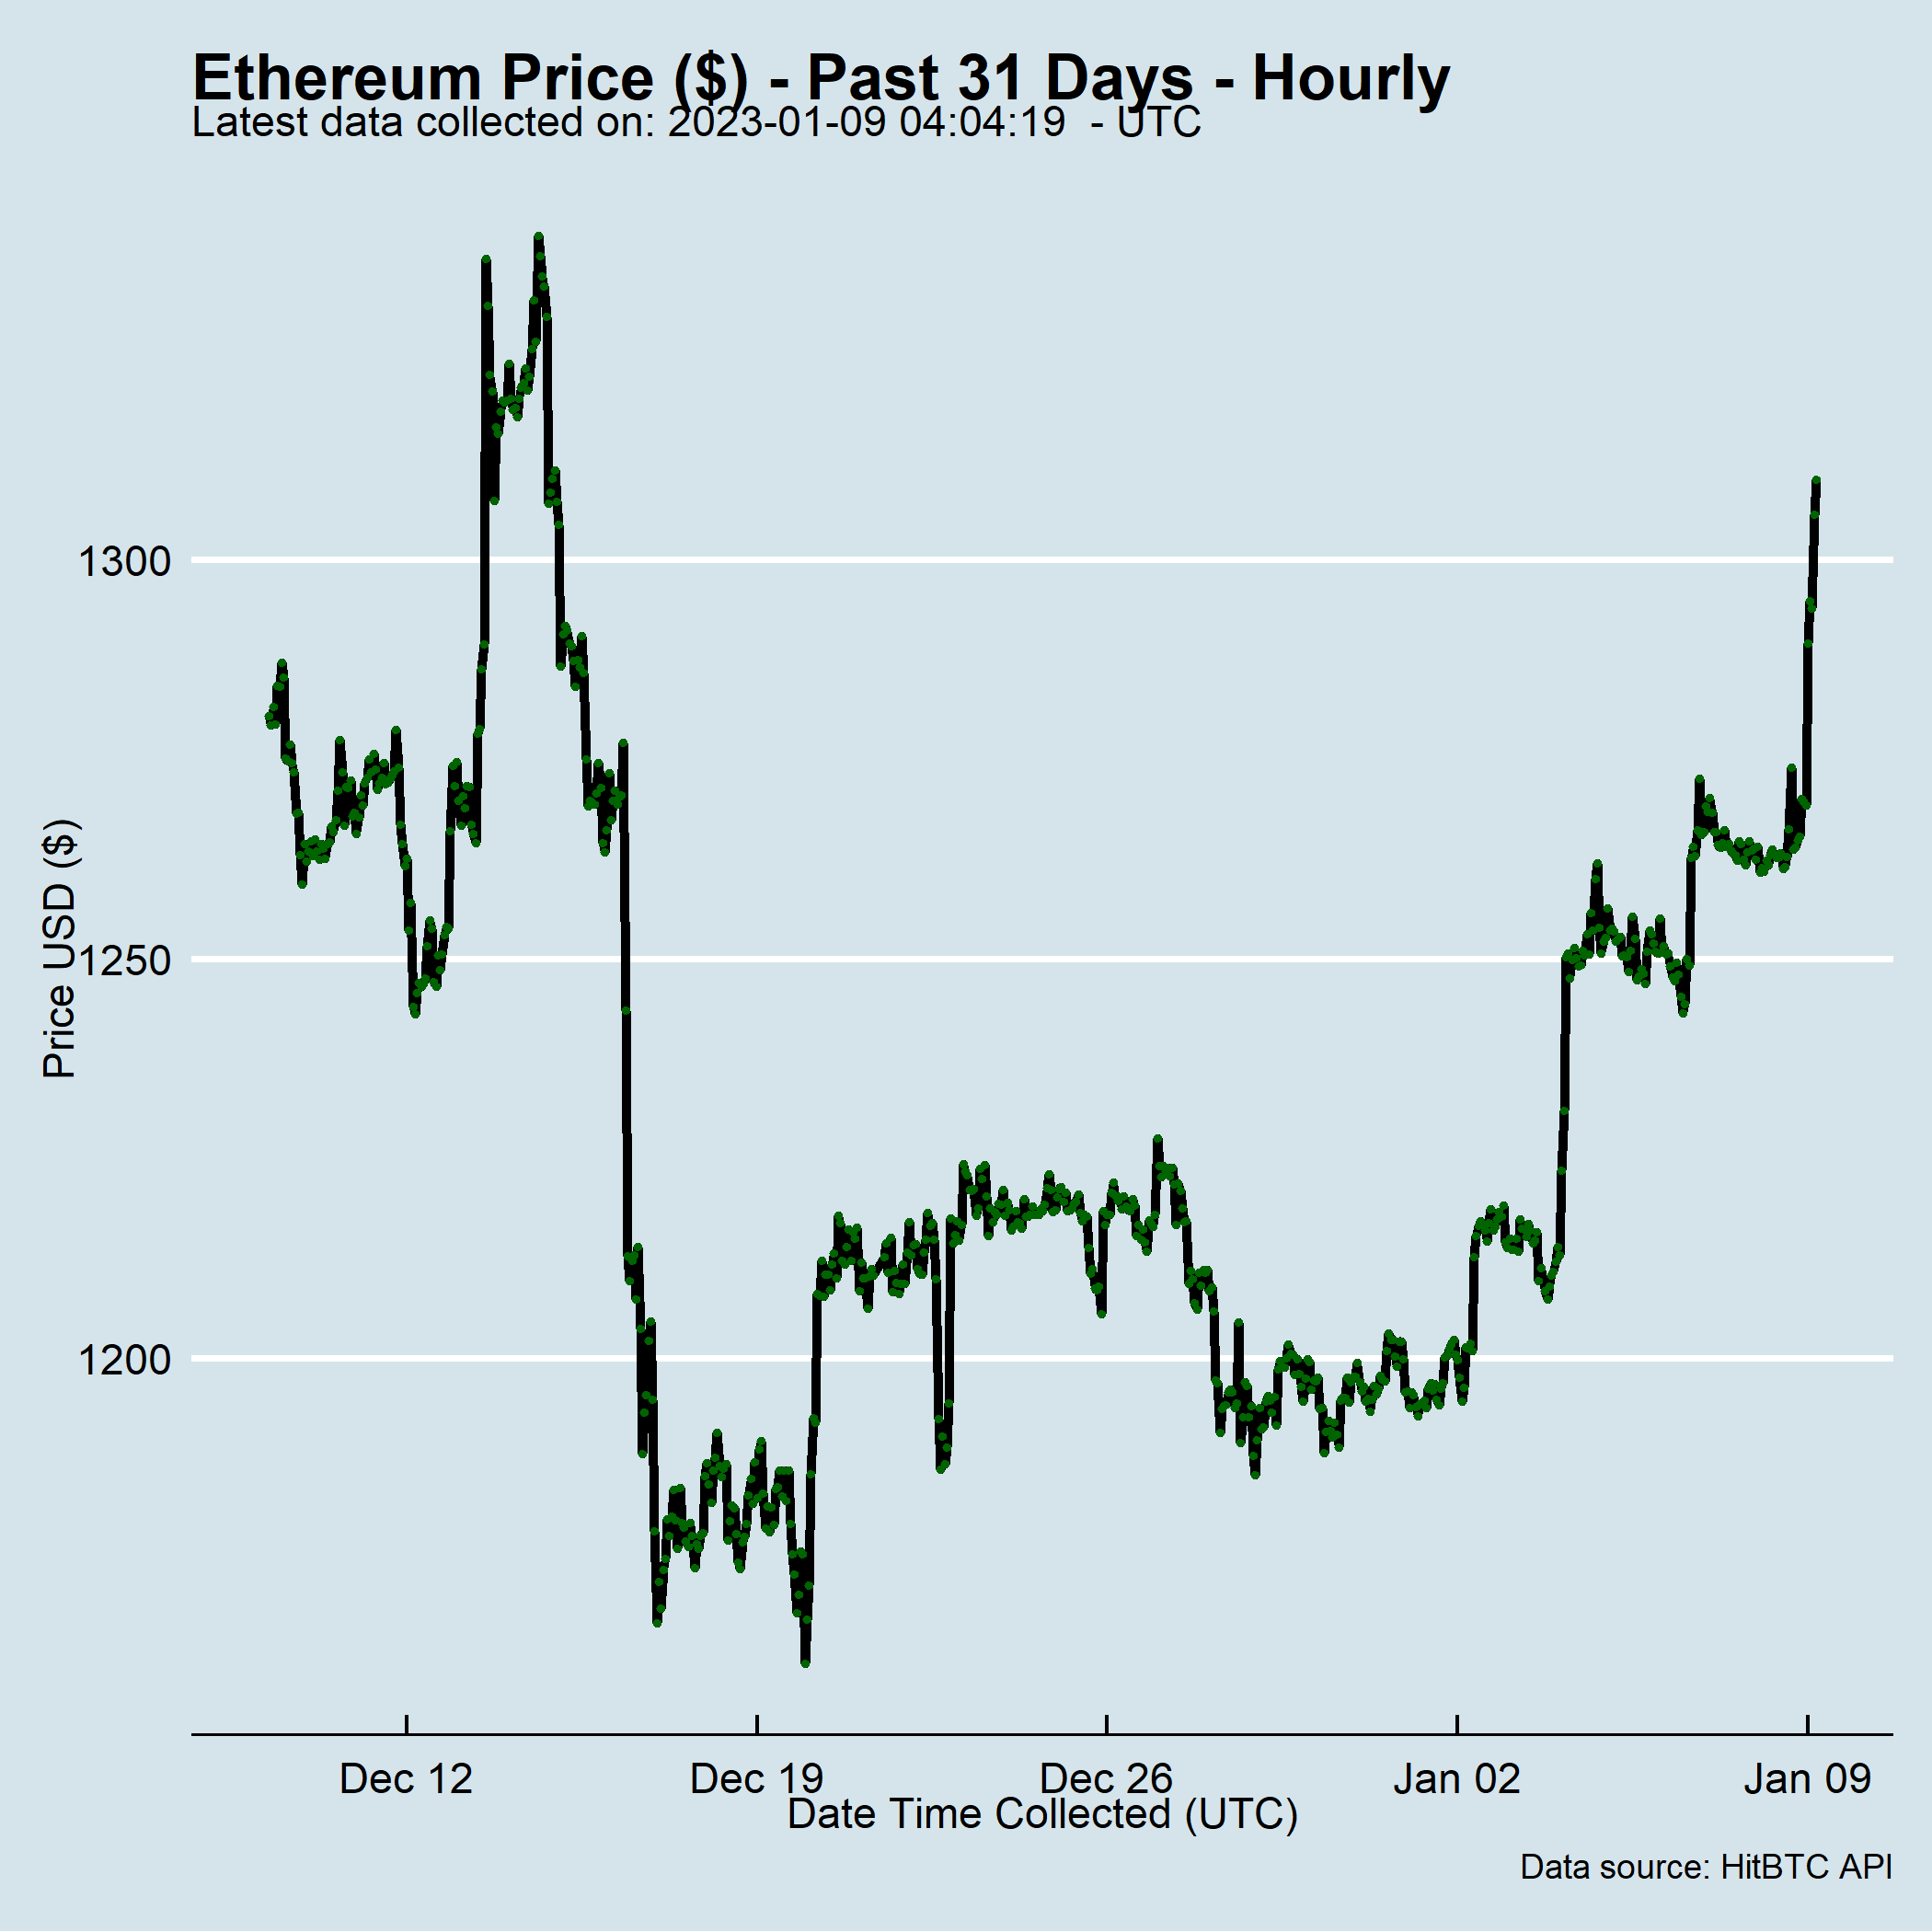 Ethereum Price ($) - Past 31 Days - Hourly
Latest data collected on: 2023-01-09 04:04:19  - UTC
1300
1250
1200
Price USD ($)
Dec 12
Dec 19
Dec 26
Jan 02
Jan 09
Date Time Collected (UTC)
Data source: HitBTC API